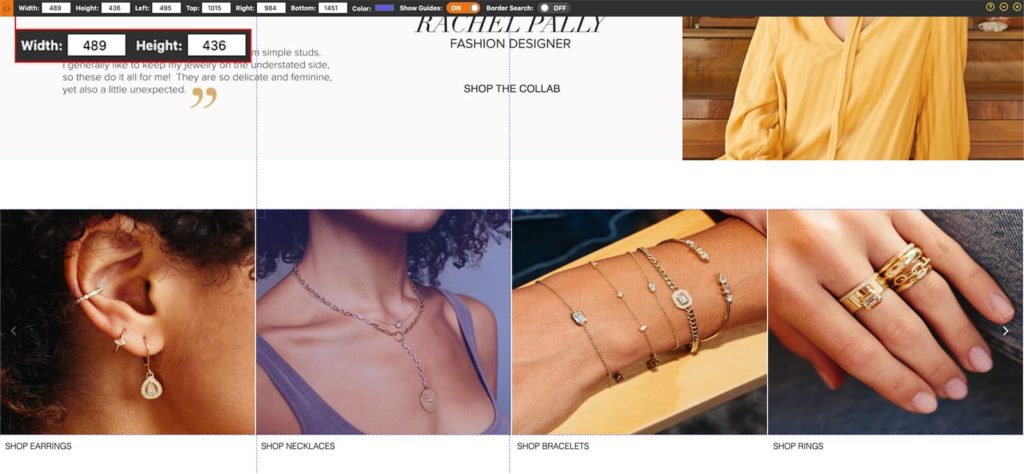 Width: 489 Height: 436 Left: 495 Top: 1015 Right: 984 Bottom: 1451 Color: Show Guides: ON Border Search: OFF
Width: 489 Height: 436
RACHEL PALLY
FASHION DESIGNER
SHOP THE COLLAB
m simple studs.
I generally like to keep my jewelry on the understated side,
so these do it all for me! They are so delicate and feminine,
yet also a little unexpected.
”
SHOP EARRINGS
SHOP NECKLACES
SHOP BRACELETS
SHOP RINGS